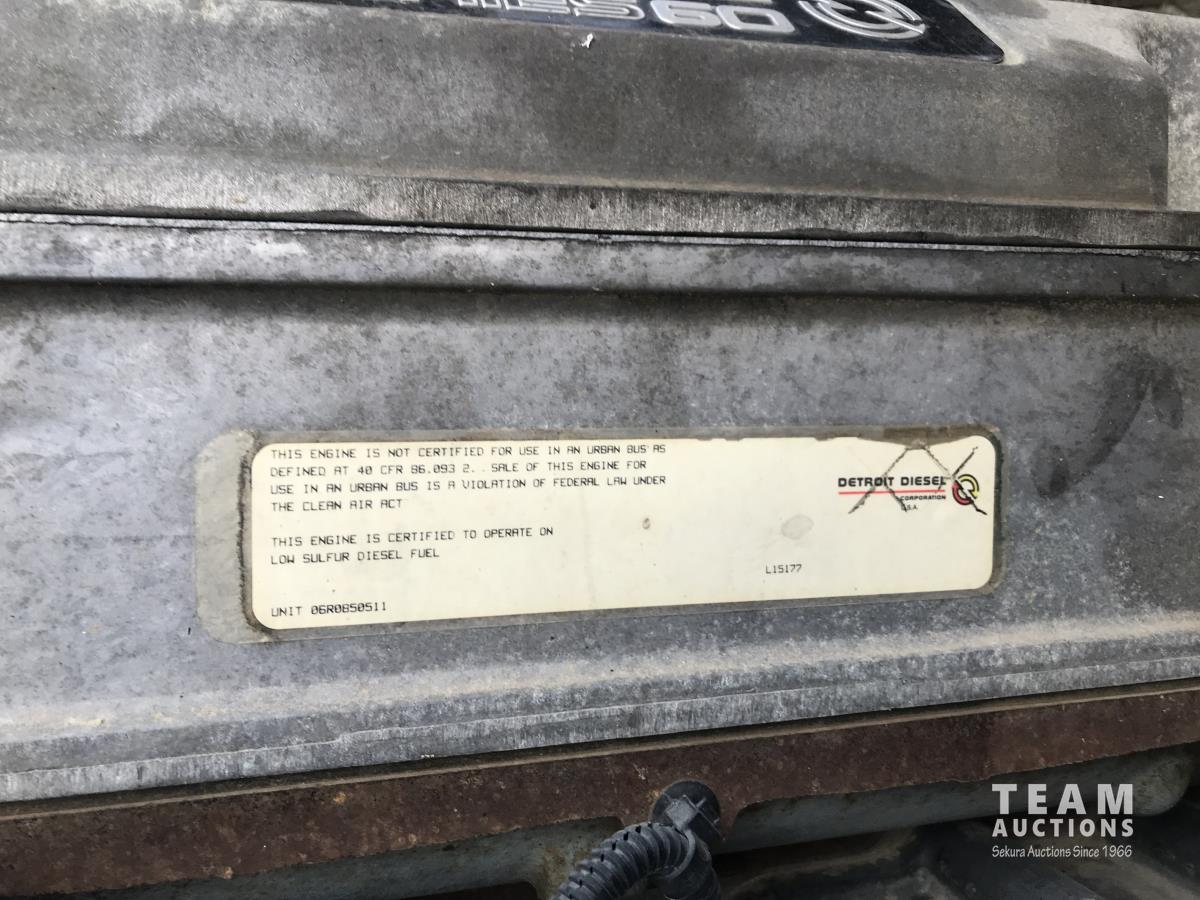 60
THIS ENGINE IS NOT CERTIFIED FOR USE IN AN URBAN BUS AS
DEFINED AT 40 CFR 86.093 2. . SALE OF THIS ENGINE FOR
USE IN AN URBAN BUS IS A VIOLATION OF FEDERAL LAW UNDER
THE CLEAN AIR ACT
THIS ENGINE IS CERTIFIED TO OPERATE ON
LOW SULFUR DIESEL FUEL
UNIT 06R0850511
L15177
DETROIT DIESEL
CORPORATION
TEAM
AUCTIONS
Sekura Auctions Since 1966